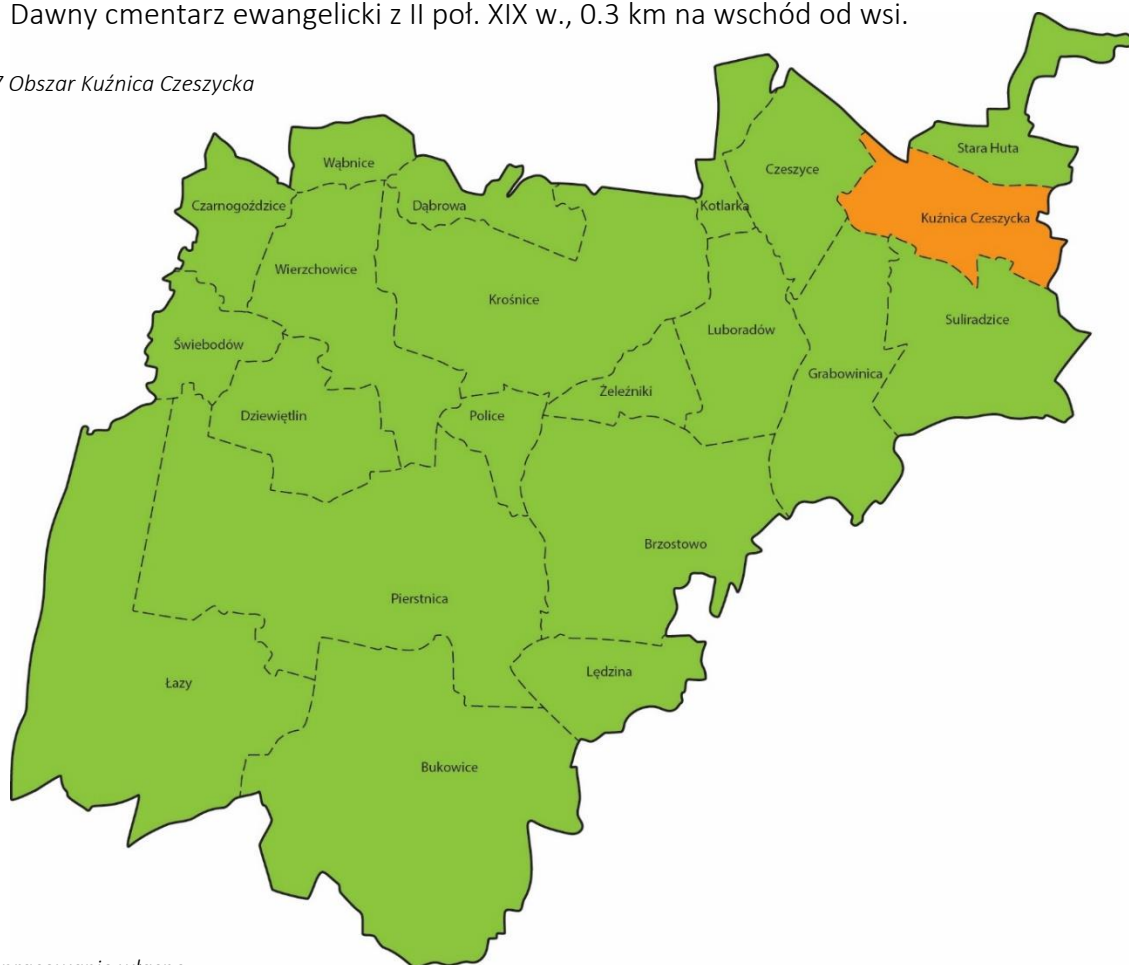 Dawny cmentarz ewangelicki z II poł. XIX w., 0.3 km na wschód od wsi.
7 Obszar Kuźnica Czeszycka
Stara Huta
Wąbnice
Czeszyce
Czarnogoździce
Dąbrowa
Kotlarka
Kuźnica Czeszycka
Wierzchowice
Krośnice
Suliradzice
Luboradów
Świebodów
Grabowinica
Żeleźniki
Dziewiętlin
Police
Brzostowo
Pierstnica
Lędzina
Łazy
Bukowice